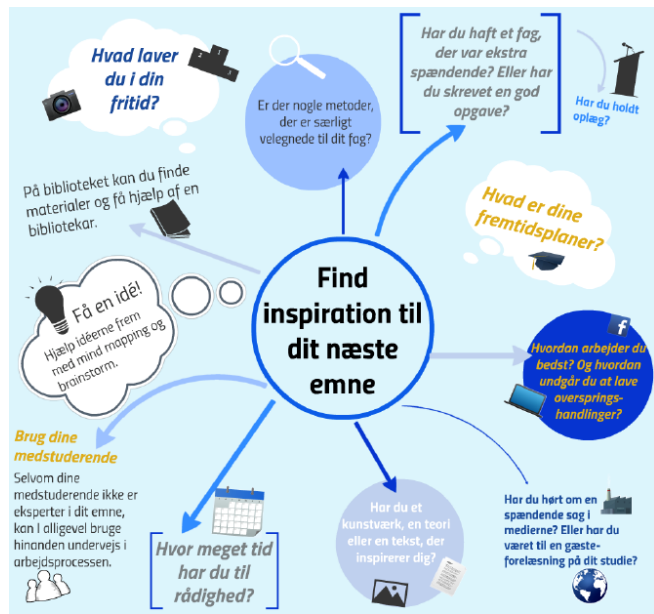 Hvad laver
du i din
fritid?
1
2
3
Er der nogle metoder,
der er særligt
velegnede til dit fag?
Har du haft et fag,
der var ekstra
spændende? Eller har
du skrevet en god
opgave?
Har du holdt
oplæg?
På biblioteket kan du finde
materialer og få hjælp af en
bibliotekar.
Hvad er dine
fremtidsplaner?
Få en idé!
Hjælp idéerne frem
med mind mapping og
brainstorm.
Find
inspiration til
dit næste
emne
f
Hvordan arbejder du
bedst? Og hvordan
undgår du at lave
oversprings-
handlinger?
Brug dine
medstuderende
Selvom dine
medstuderende ikke er
eksperter i dit emne,
kan I alligevel bruge
hinanden undervejs i
arbejdsprocessen.
Hvor meget tid
har du til
rådighed?
Har du et
kunstværk, en teori
eller en tekst, der
inspirerer dig?
Har du hørt om en
spændende sag i
medierne? Eller har du
været til en gæste-
forelæsning på dit studie?